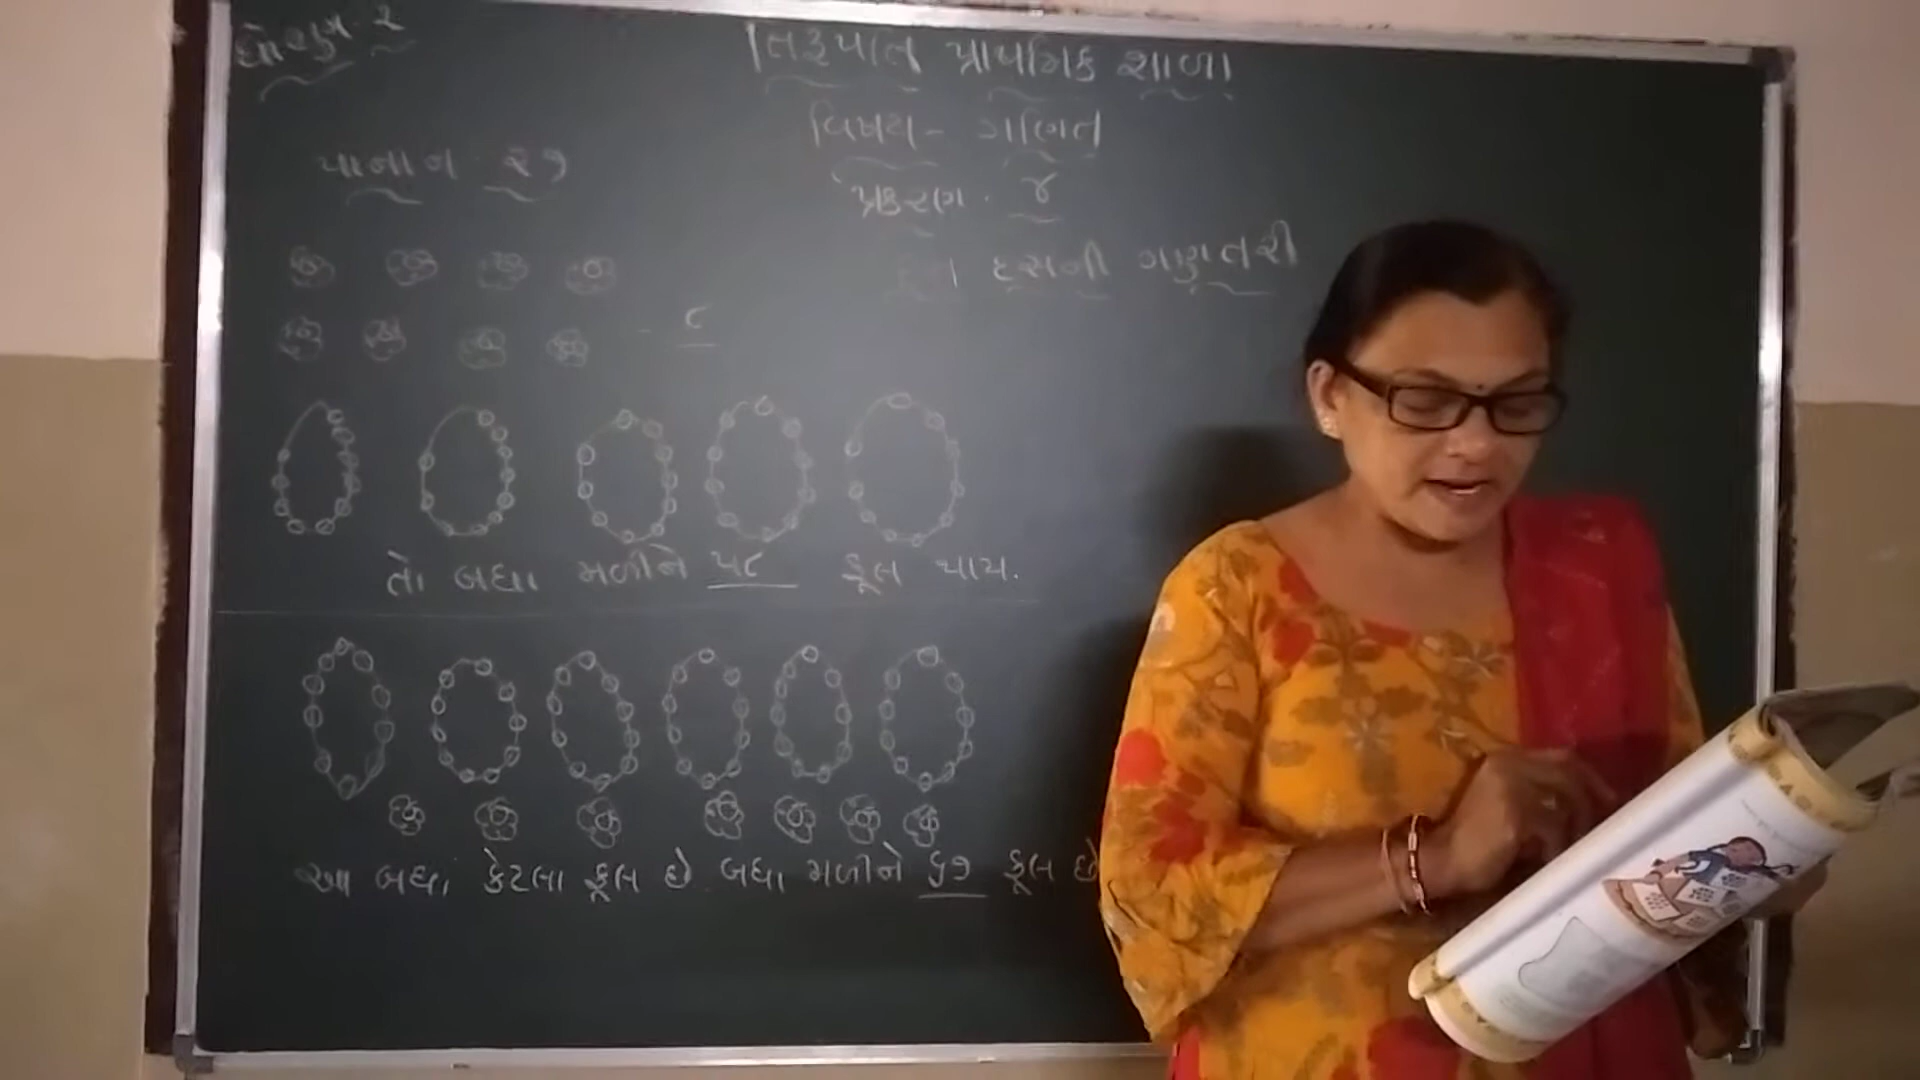 ધોરણ-૨
તિરૂપતિ પ્રાથમિક શાળા
વિષય- ગણિત
પાના નં ૨૭
પ્રકરણ. ૪
દસની ગણતરી
- ૮
તો બધા મળીને ૫૮ ફૂલ થાય.
આ બધાં કેટલા ફૂલ છે. બધા મળીને ૬૭ ફૂલ છે